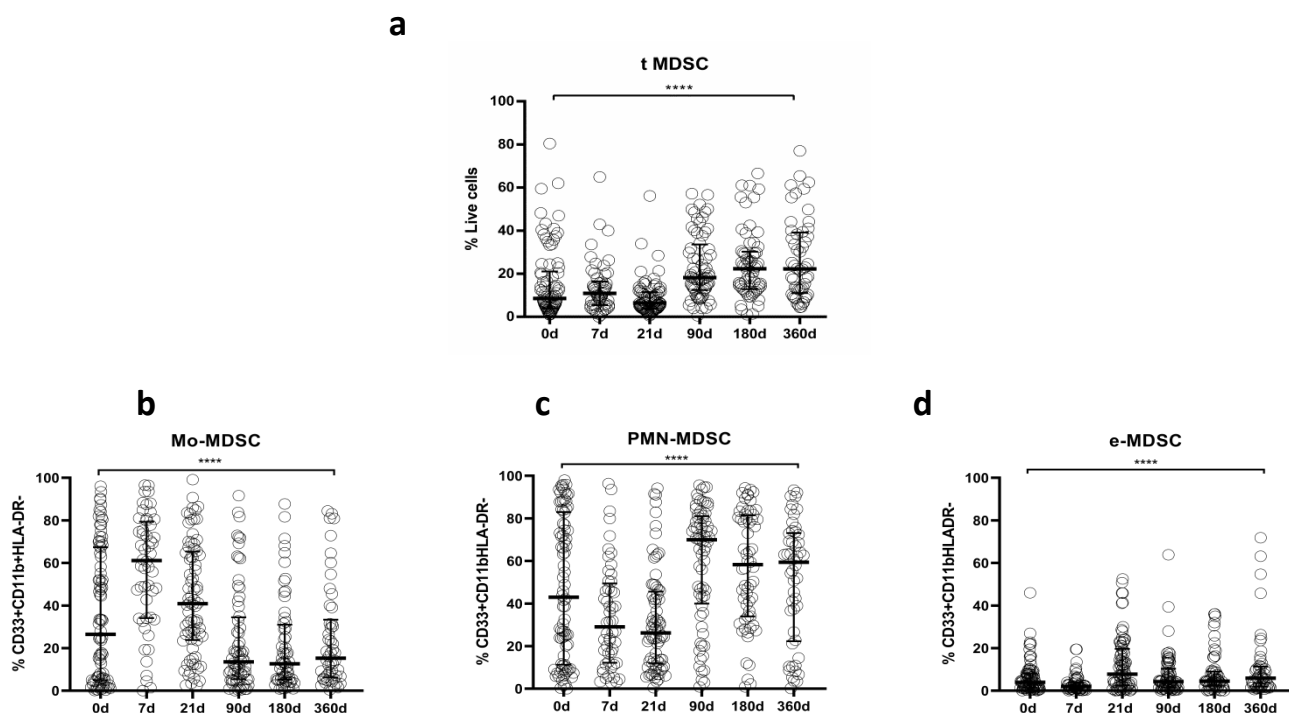 a
t MDSC
****
% Live cells
100
80
60
40
20
0
0d 7d 21d 90d 180d 360d
b
Mo-MDSC
****
% CD33+CD11b+HLA-DR-
100
80
60
40
20
0
0d 7d 21d 90d 180d 360d
c
PMN-MDSC
****
% CD33+CD11bHLA-DR-
100
80
60
40
20
0
0d 7d 21d 90d 180d 360d
d
e-MDSC
****
% CD33+CD11bHLADR-
100
80
60
40
20
0
0d 7d 21d 90d 180d 360d